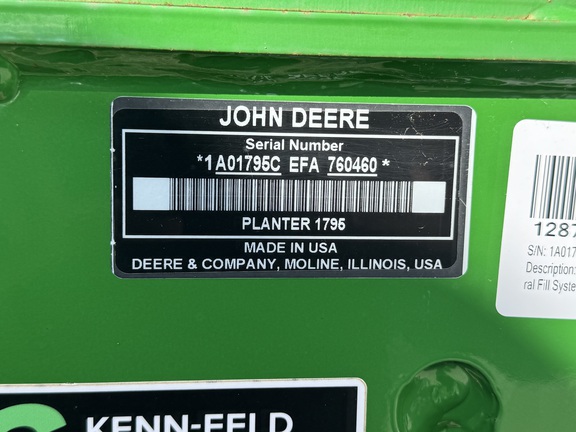 JOHN DEERE
Serial Number
*1A01795C EFA 760460*
PLANTER 1795
MADE IN USA
DEERE & COMPANY, MOLINE, ILLINOIS, USA
1287
S/N: 1A017
Description:
ral Fill Syste
KENN-FELD